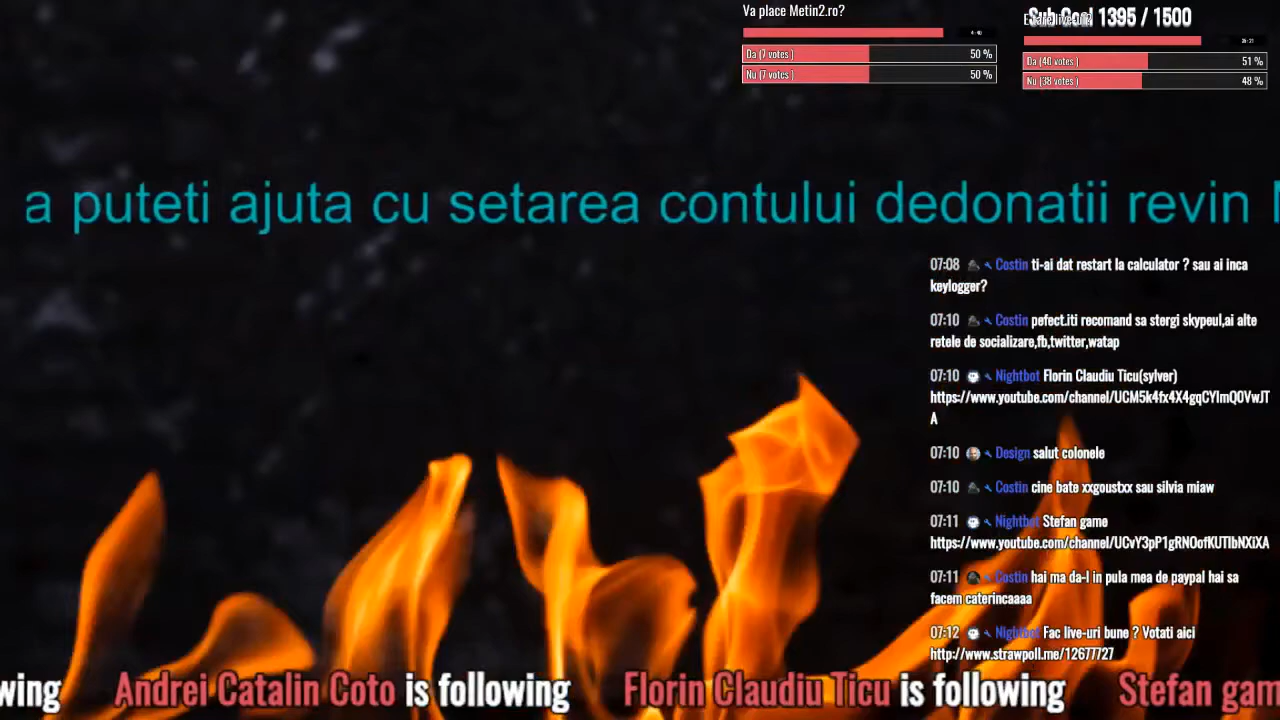 Va place Metin2.ro?
Da (7 votes ) 50 %
Nu (7 votes ) 50 %
Sub Goal 1395 / 1500
Da (40 votes ) 51 %
Nu (38 votes ) 48 %
a puteti ajuta cu setarea contului dedonatii revin
07:08 Costin ti-ai dat restart la calculator ? sau ai inca
keylogger?
07:10 Costin pefect.iti recomand sa stergi skypeul,ai alte
retele de socializare,fb,twitter,watap
07:10 Nightbot Florin Claudiu Ticu(sylver)
https://www.youtube.com/channel/UCM5k4fx4X4gqCYImQ0VwJT
A
07:10 Design salut colonele
07:10 Costin cine bate xxgoustxx sau silvia miaw
07:11 Nightbot Stefan game
https://www.youtube.com/channel/UCvY3pP1gRNOofKUTIbNXiXA
07:11 Costin hai ma da-l in pula mea de paypal hai sa
facem caterincaaaa
07:12 Nightbot Fac live-uri bune ? Votati aici
http://www.strawpoll.me/12677727
wing Andrei Catalin Coto is following Florin Claudiu Ticu is following Stefan gam